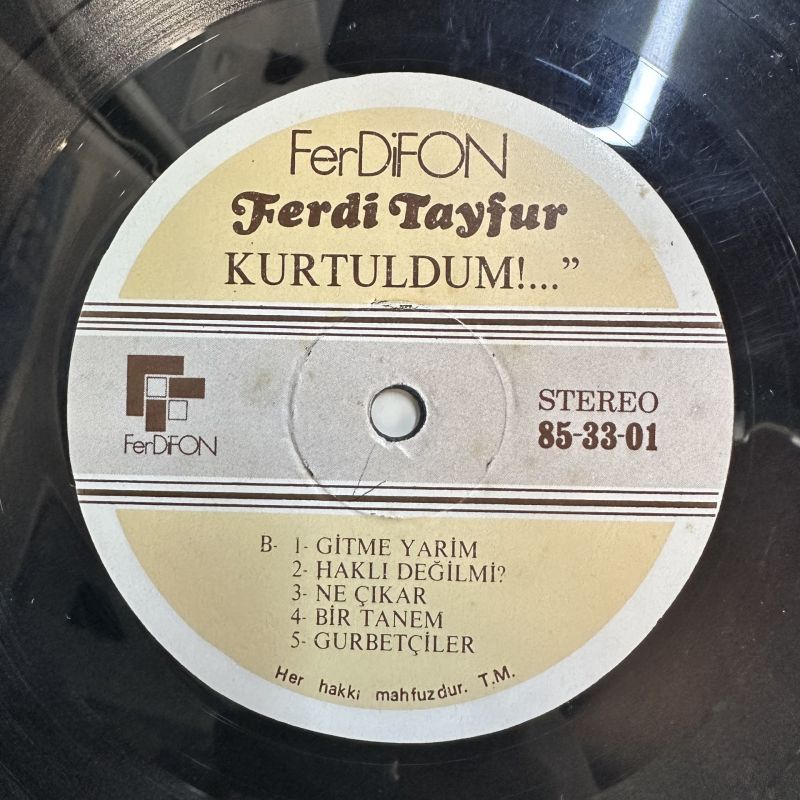 FerDiFON
Ferdi Tayfur
KURTULDUM!...”
FerDiFON
STEREO
85-33-01
B- 1- GİTME YARİM
2- HAKLI DEĞİLMİ?
3- NE ÇIKAR
4- BİR TANEM
5- GURBETÇİLER
Her hakki mahfuzdur. T.M.